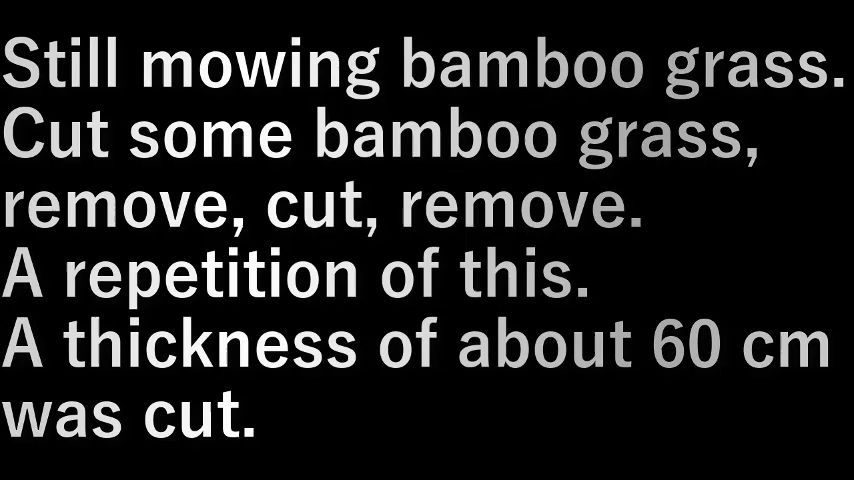 Still mowing bamboo grass.
Cut some bamboo grass,
remove, cut, remove.
A repetition of this.
A thickness of about 60 cm
was cut.